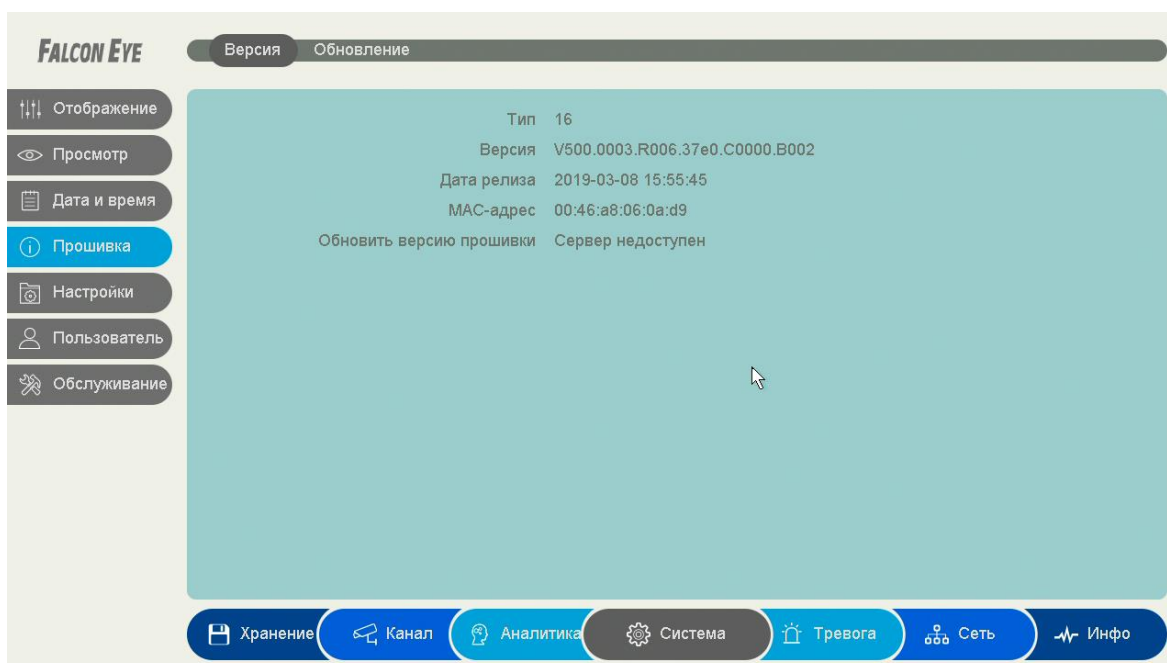 FALCON EYE
Версия Обновление
Отображение
Просмотр
Дата и время
Прошивка
Настройки
Пользователь
Обслуживание
Тип 16
Версия V500.0003.R006.37e0.C0000.B002
Дата релиза 2019-03-08 15:55:45
MAC-адрес 00:46:a8:06:0a:d9
Обновить версию прошивки Сервер недоступен
Хранение Канал Аналитика Система Тревога Сеть Инфо